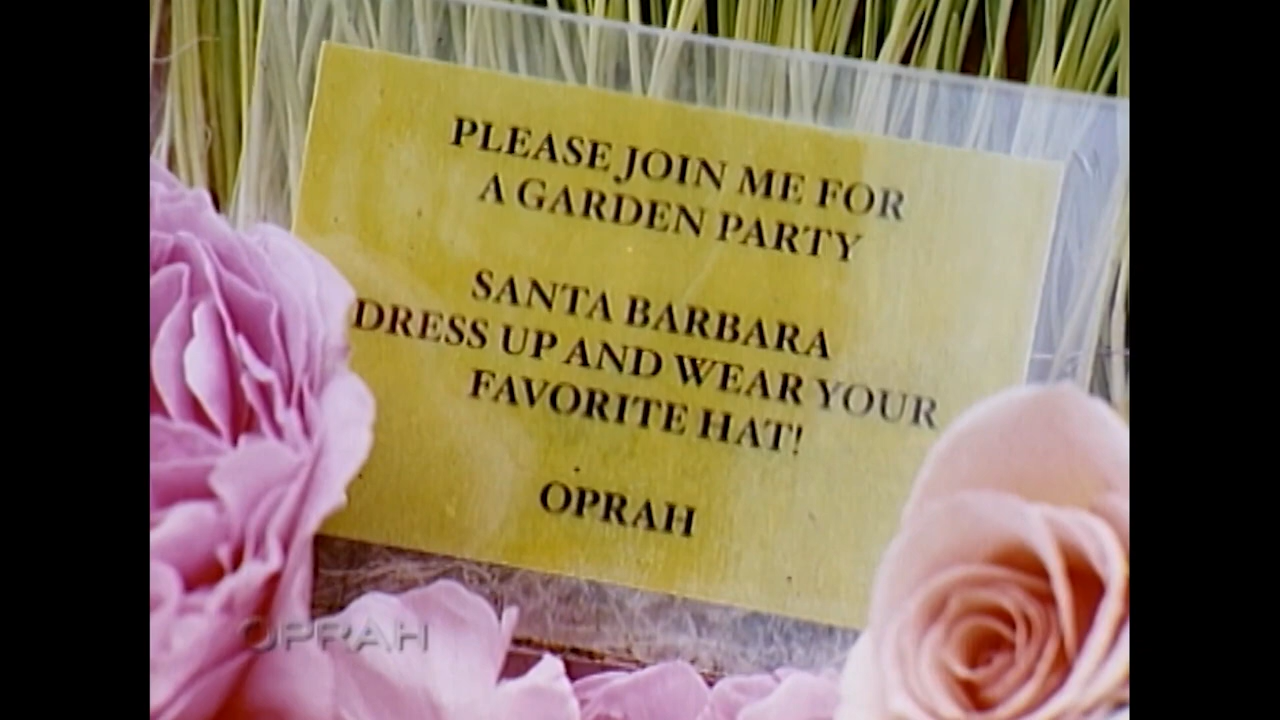 PLEASE JOIN ME FOR
A GARDEN PARTY
SANTA BARBARA
DRESS UP AND WEAR YOUR
FAVORITE HAT!
OPRAH
OPRAH